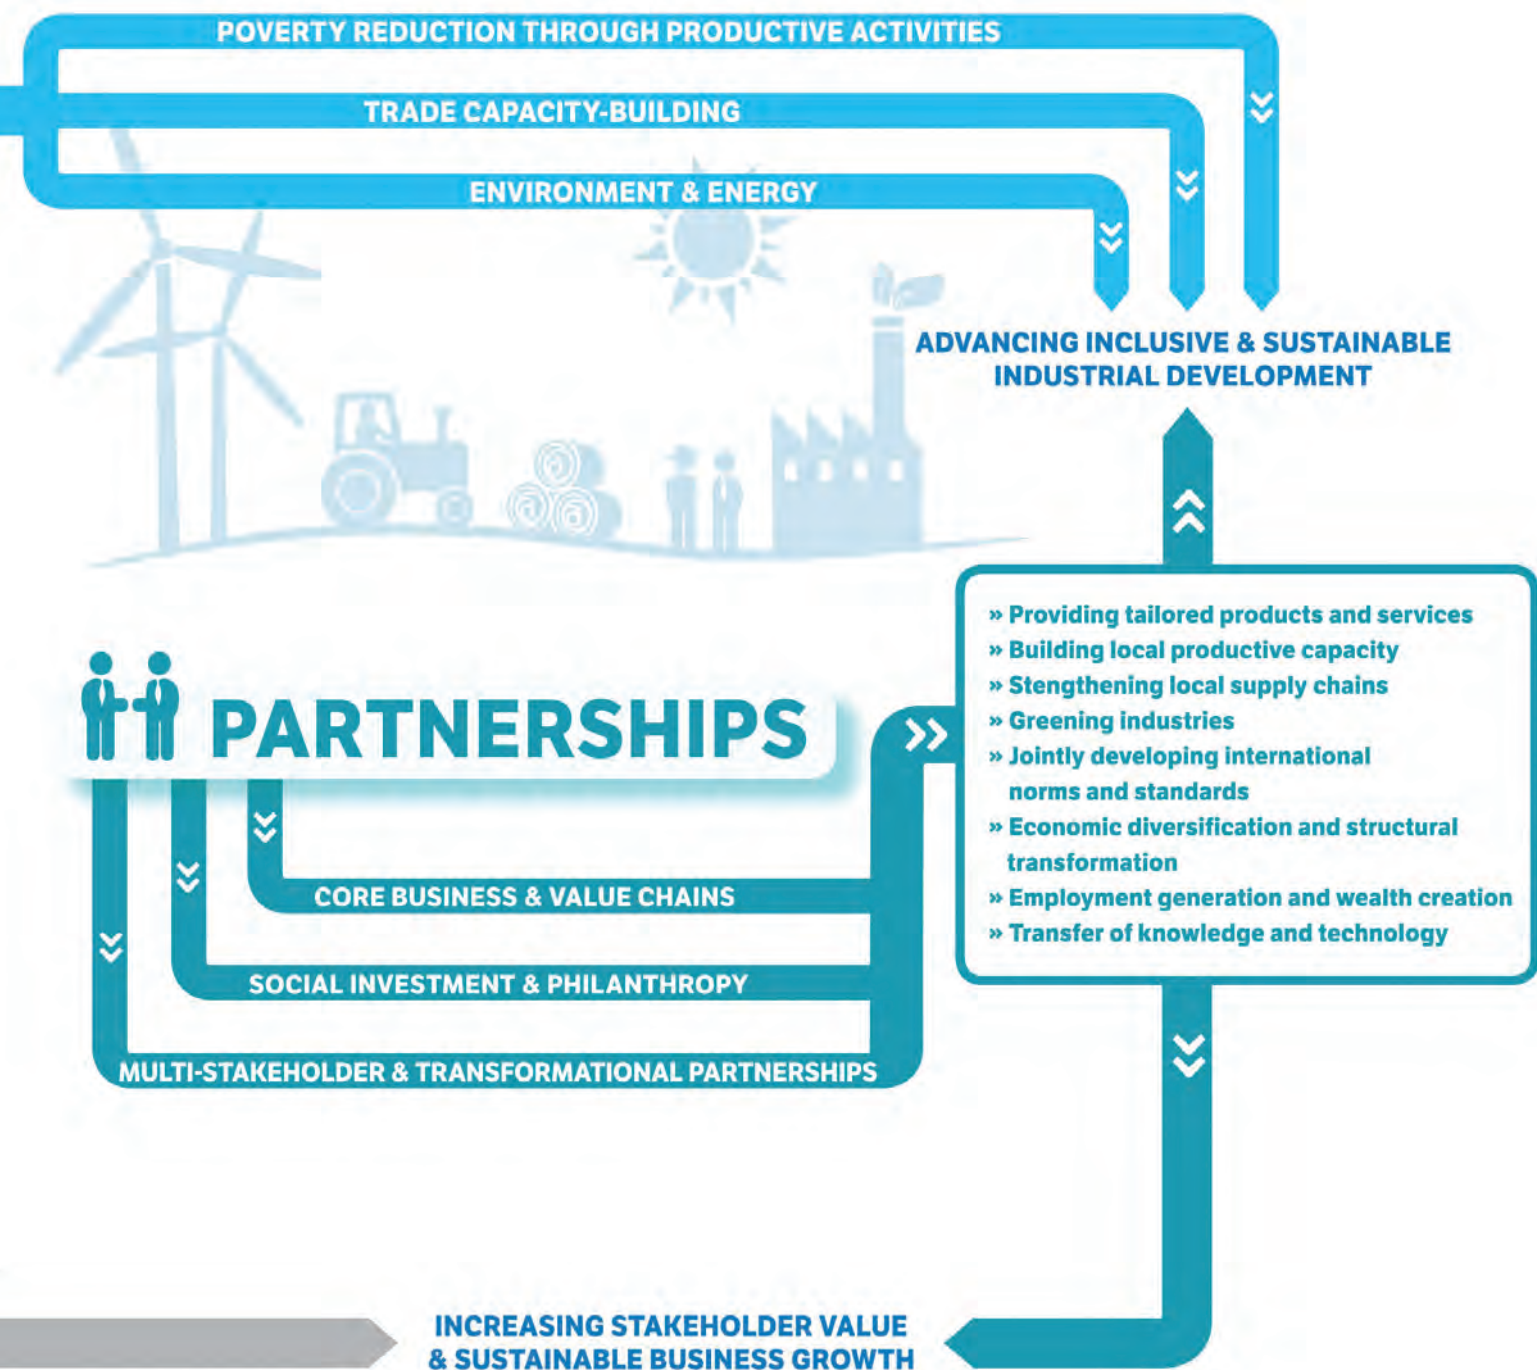 POVERTY REDUCTION THROUGH PRODUCTIVE ACTIVITIES
TRADE CAPACITY-BUILDING
ENVIRONMENT & ENERGY
ADVANCING INCLUSIVE & SUSTAINABLE
INDUSTRIAL DEVELOPMENT
PARTNERSHIPS
CORE BUSINESS & VALUE CHAINS
SOCIAL INVESTMENT & PHILANTHROPY
MULTI-STAKEHOLDER & TRANSFORMATIONAL PARTNERSHIPS
» Providing tailored products and services
» Building local productive capacity
» Stengthening local supply chains
» Greening industries
» Jointly developing international
norms and standards
» Economic diversification and structural
transformation
» Employment generation and wealth creation
» Transfer of knowledge and technology
INCREASING STAKEHOLDER VALUE
& SUSTAINABLE BUSINESS GROWTH